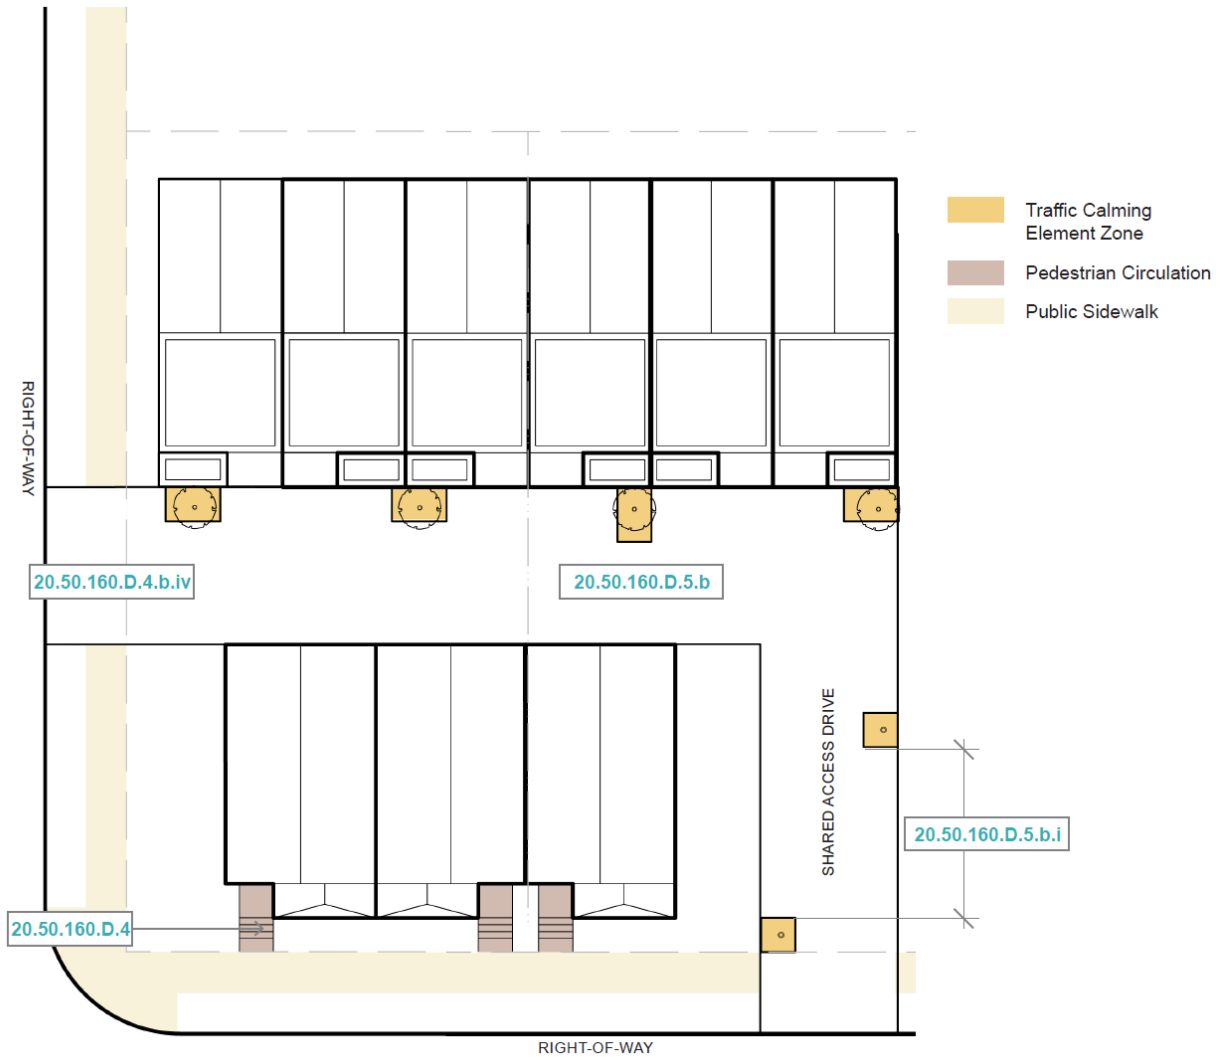 Traffic Calming
Element Zone
Pedestrian Circulation
Public Sidewalk
RIGHT-OF-WAY
20.50.160.D.4.b.iv
20.50.160.D.5.b
SHARED ACCESS DRIVE
20.50.160.D.5.b.i
20.50.160.D.4
RIGHT-OF-WAY